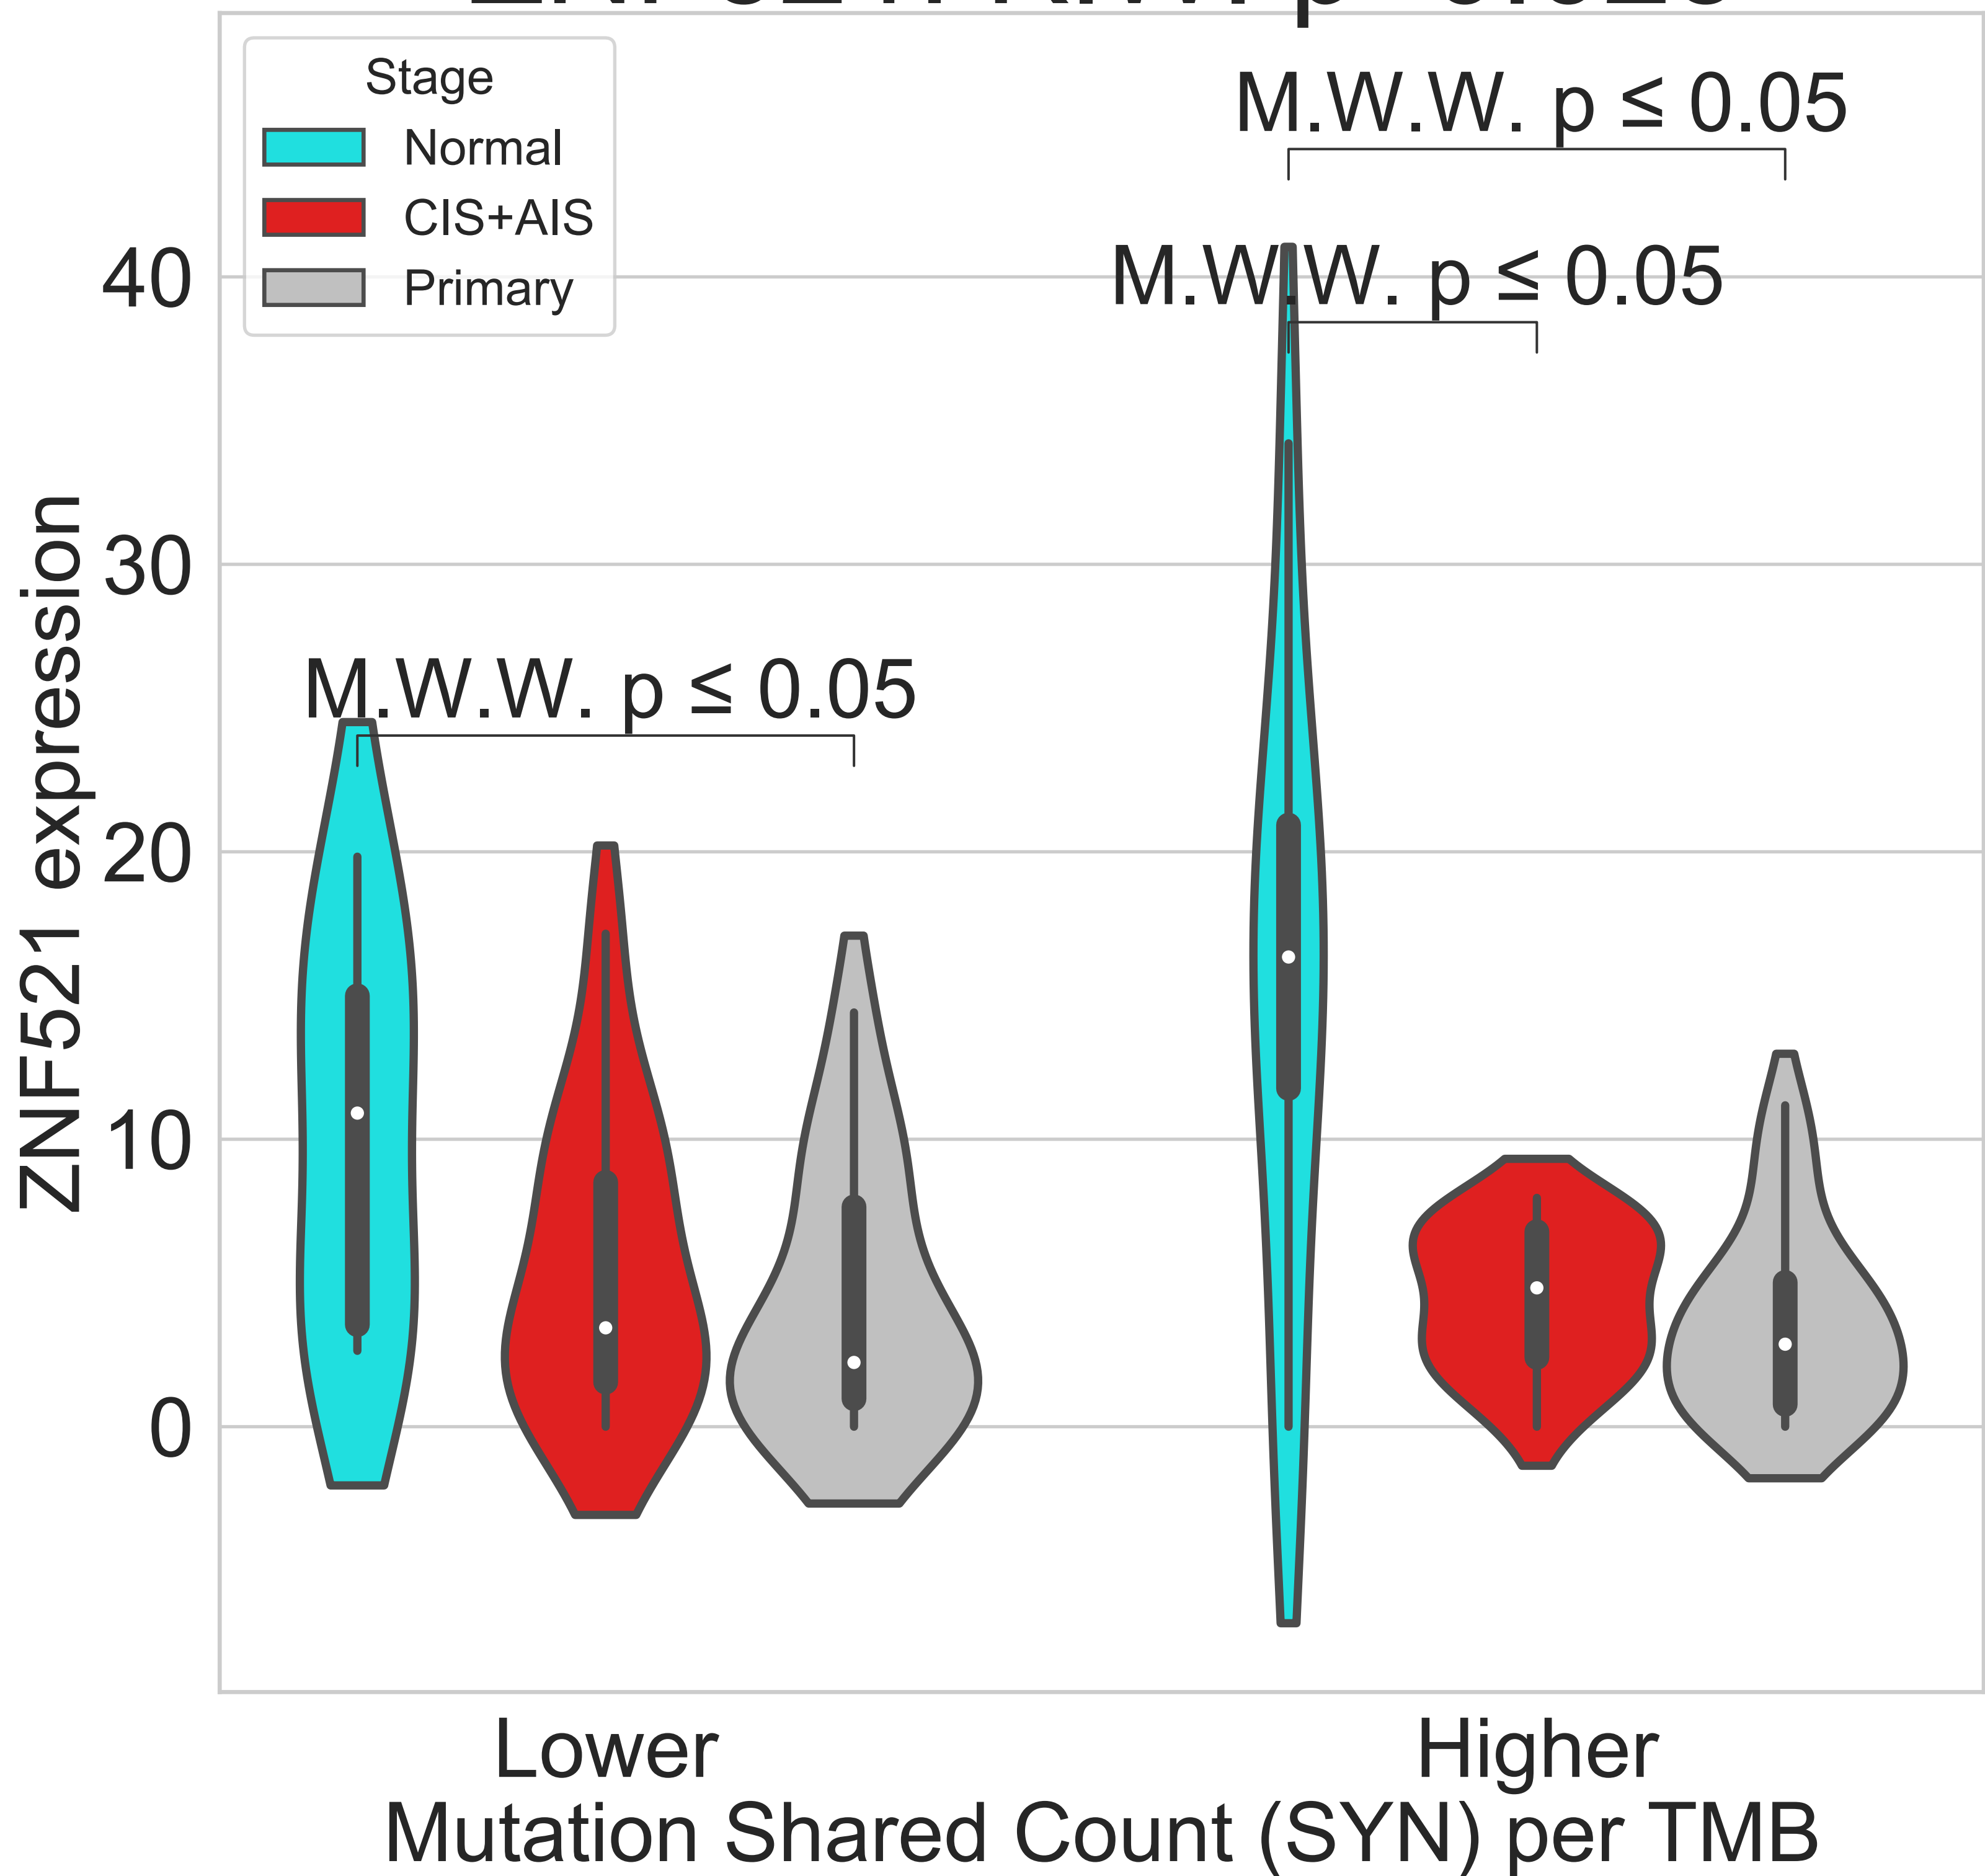 Stage
Normal
CIS+AIS
Primary
M.W.W. p ≤ 0.05
M.W.W. p ≤ 0.05
M.W.W. p ≤ 0.05
40
30
20
10
0
ZNF521 expression
Lower
Higher
Mutation Shared Count (SYN) per TMB